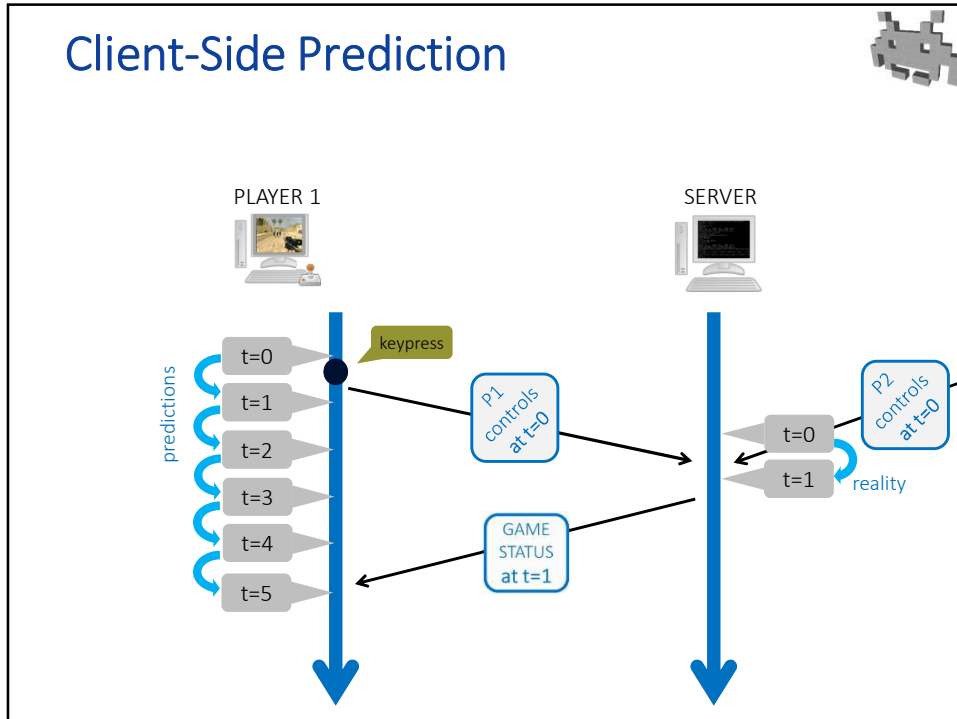 Client-Side Prediction
PLAYER 1
SERVER
keypress
predictions
t=0
t=1
t=2
t=3
t=4
t=5
P1
controls
at t=0
P2
controls
at t=0
t=0
t=1
reality
GAME
STATUS
at t=1